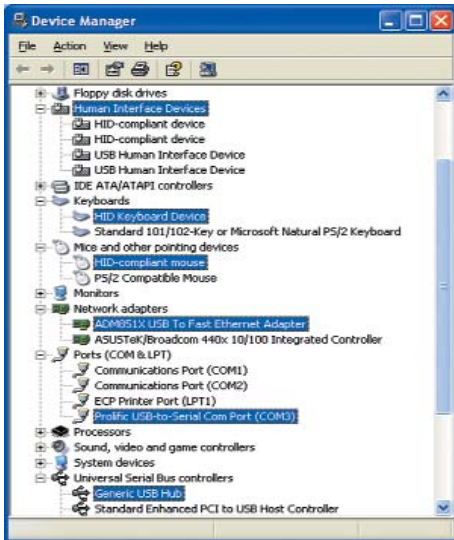 Device Manager
File Action View Help
Floppy disk drives
Human Interface Devices
HID-compliant device
HID-compliant device
USB Human Interface Device
USB Human Interface Device
IDE ATA/ATAPI controllers
Keyboards
HID Keyboard Device
Standard 101/102-Key or Microsoft Natural PS/2 Keyboard
Mice and other pointing devices
HID-compliant mouse
PS/2 Compatible Mouse
Monitors
Network adapters
ADM851X USB To Fast Ethernet Adapter
ASUSTeK/Broadcom 440x 10/100 Integrated Controller
Ports (COM & LPT)
Communications Port (COM1)
Communications Port (COM2)
ECP Printer Port (LPT1)
Prolific USB-to-Serial Com Port (COM3)
Processors
Sound, video and game controllers
System devices
Universal Serial Bus controllers
Generic USB Hub
Standard Enhanced PCI to USB Host Controller